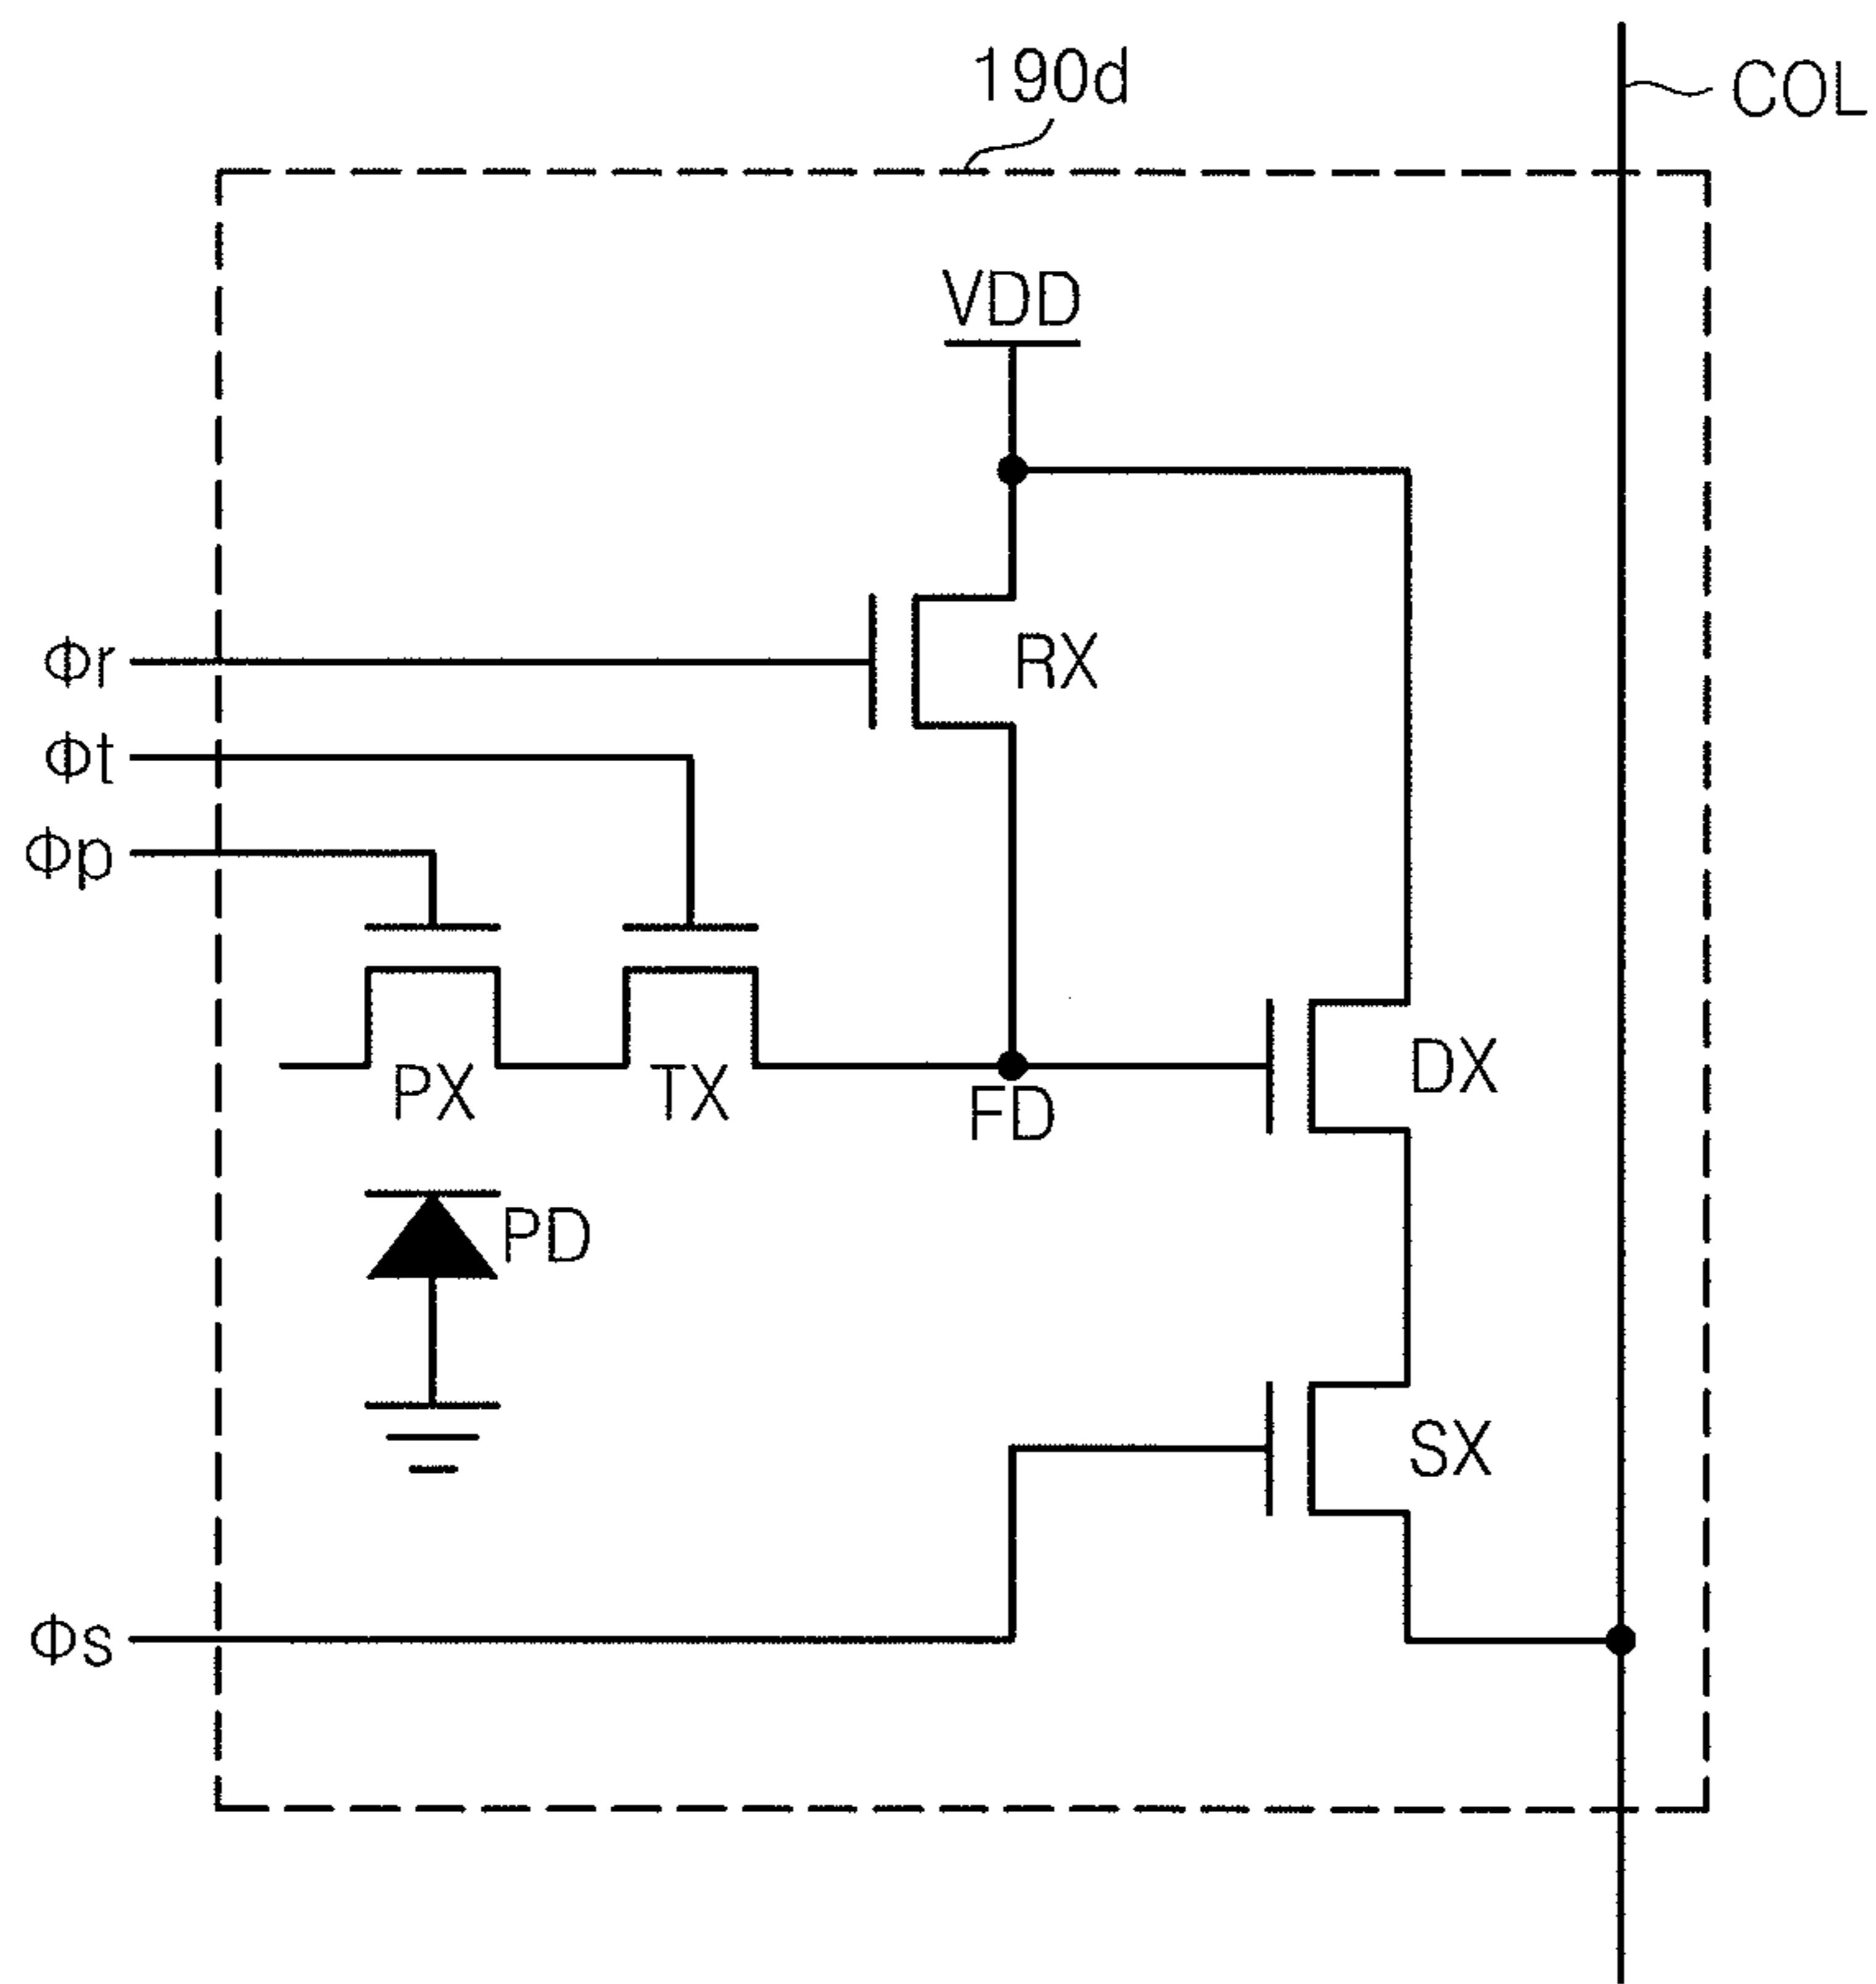 190d
COL
VDD
Φr
RX
Φt
Φp
PX
TX
FD
DX
PD
SX
Φs